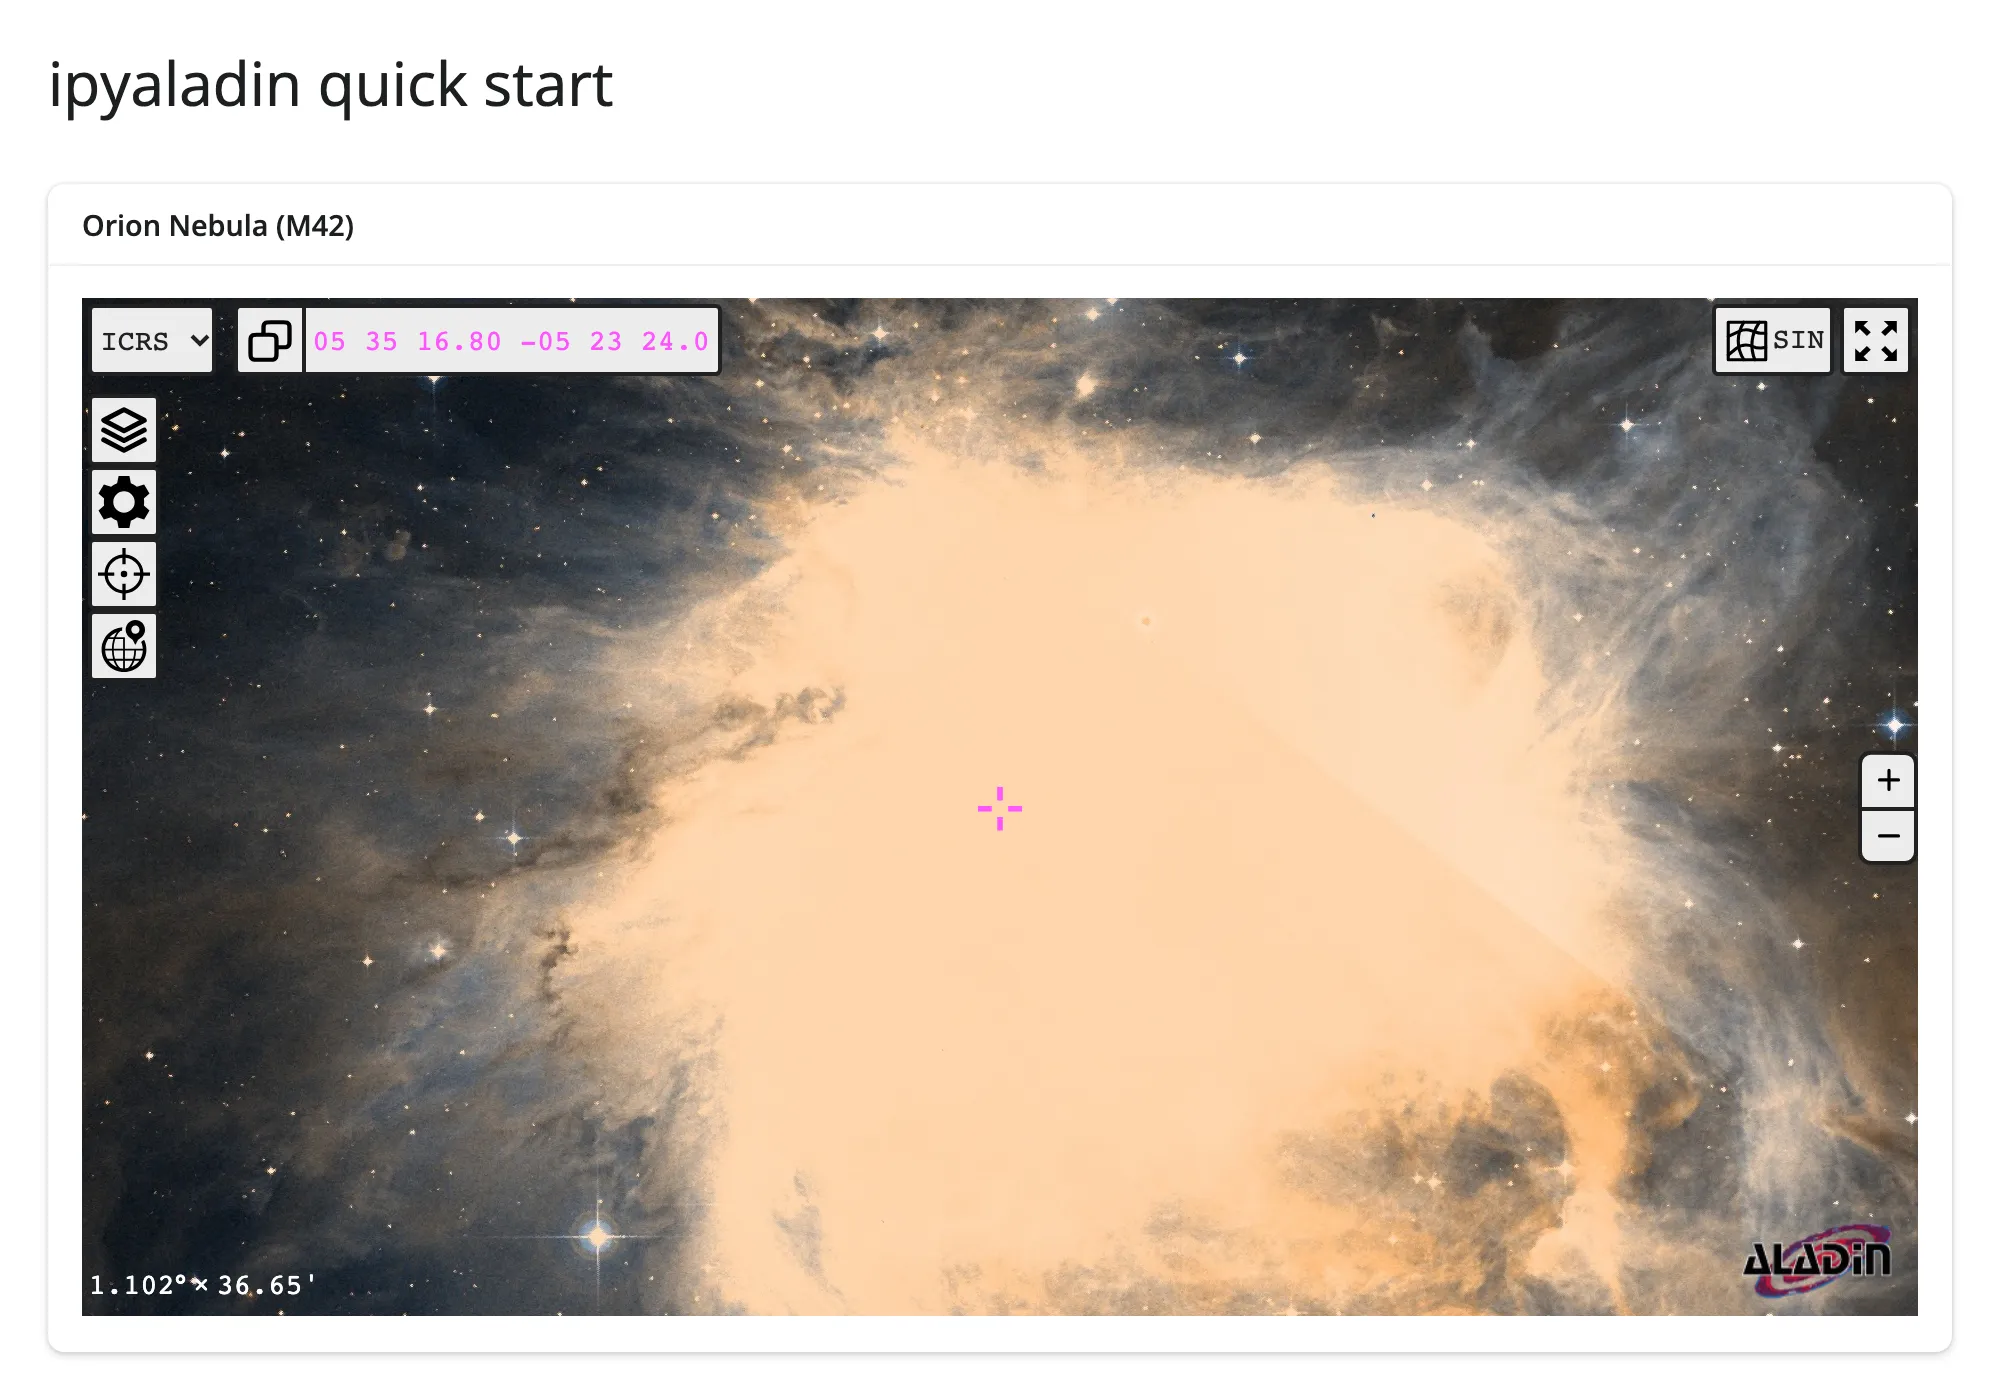 ipyaladin quick start
Orion Nebula (M42)
ICRS
05 35 16.80 -05 23 24.0
SIN
+
−
1.102° × 36.65'
ALADiN